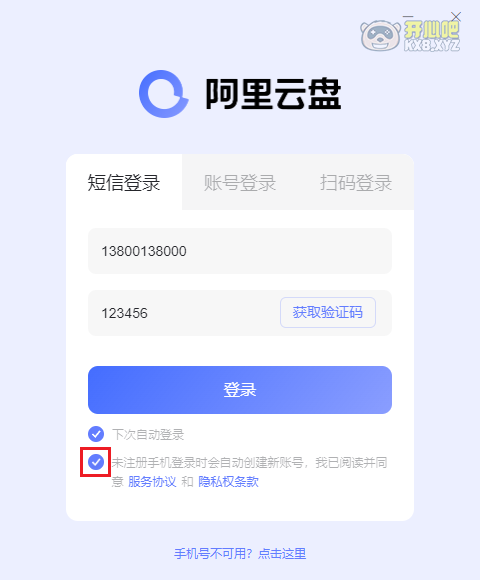 开心吧
KXB.XYZ
阿里云盘
短信登录 账号登录 扫码登录
13800138000
123456 获取验证码
登录
下次自动登录
未注册手机登录时会自动创建新账号，我已阅读并同
意 服务协议 和 隐私权条款
手机号不可用？点击这里